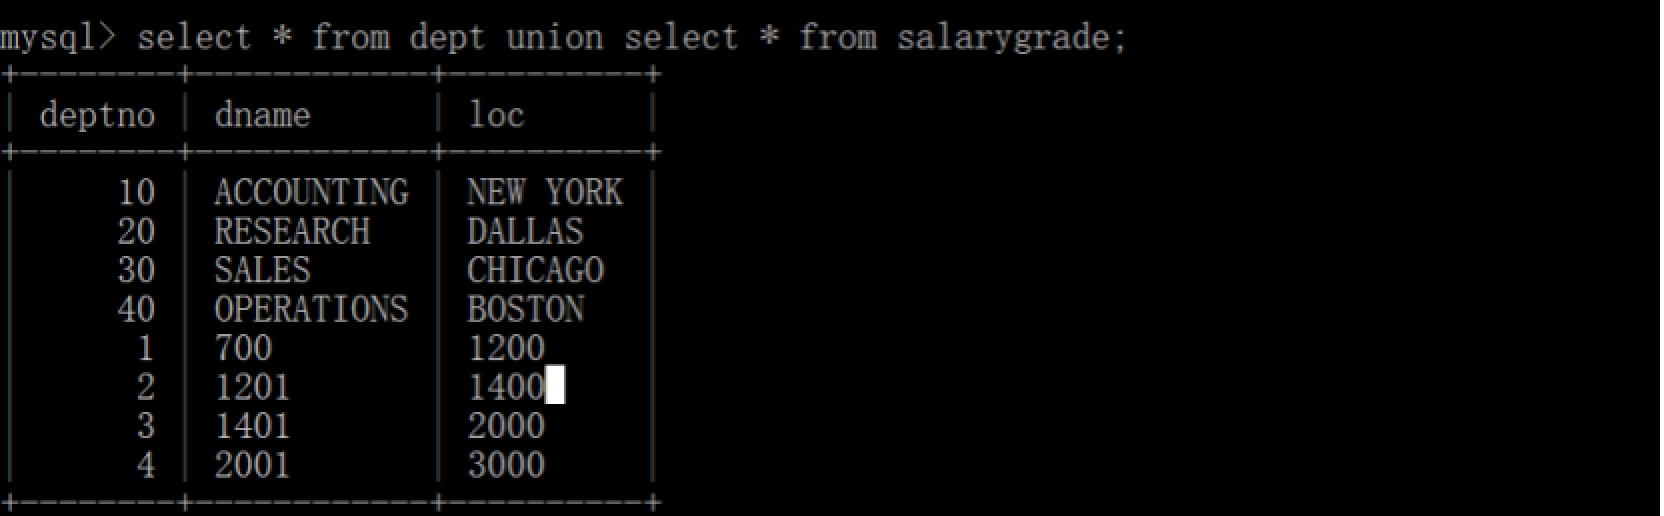 mysql> select * from dept union select * from salarygrade;
+--------+------------+----------+
| deptno | dname      | loc      |
+--------+------------+----------+
|     10 | ACCOUNTING | NEW YORK |
|     20 | RESEARCH   | DALLAS   |
|     30 | SALES      | CHICAGO  |
|     40 | OPERATIONS | BOSTON   |
|      1 | 700        | 1200     |
|      2 | 1201       | 1400     |
|      3 | 1401       | 2000     |
|      4 | 2001       | 3000     |
+--------+------------+----------+